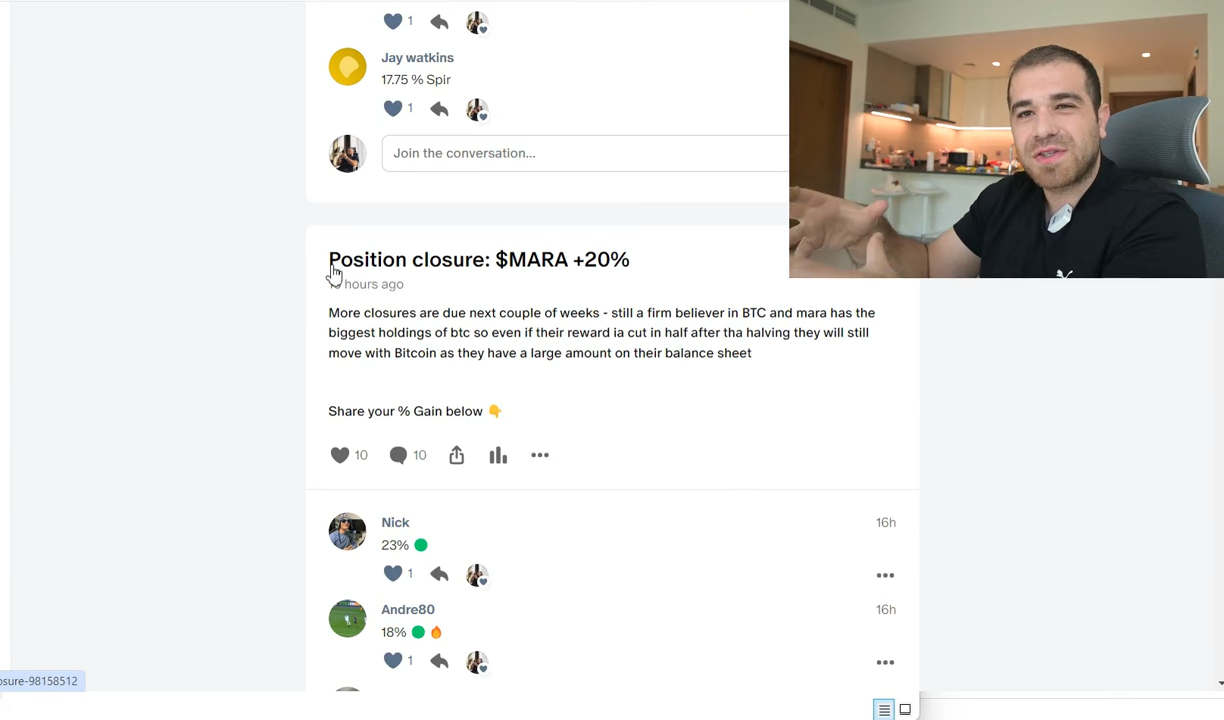 1
Jay watkins
17.75 % Spir
1
Join the conversation...
Position closure: $MARA +20%
hours ago
More closures are due next couple of weeks - still a firm believer in BTC and mara has the
biggest holdings of btc so even if their reward ia cut in half after tha halving they will still
move with Bitcoin as they have a large amount on their balance sheet
Share your % Gain below 👇
10 10
Nick 16h
23% 🟢
1
Andre80 16h
18% 🟢 🔥
1
osure-98158512